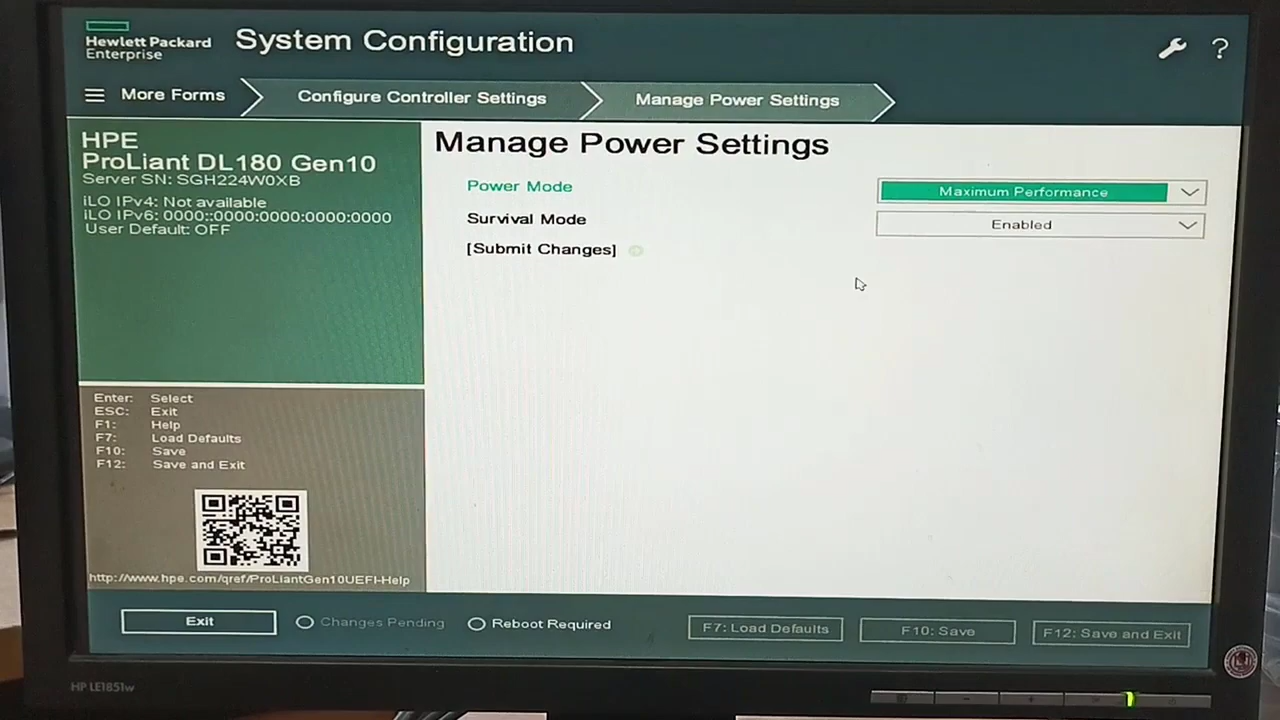 Hewlett Packard
Enterprise
System Configuration
?
More Forms
Configure Controller Settings
Manage Power Settings
HPE
ProLiant DL180 Gen10
Server SN: SGH224W0XB
iLO IPv4: Not available
iLO IPv6: 0000::0000:0000:0000:0000
User Default: OFF
Manage Power Settings
Power Mode
Maximum Performance
Survival Mode
Enabled
[Submit Changes]
Enter: Select
ESC: Exit
F1: Help
F7: Load Defaults
F10: Save
F12: Save and Exit
http://www.hpe.com/qref/ProLiantGen10UEFI-Help
Exit
Changes Pending
Reboot Required
F7: Load Defaults
F10: Save
F12: Save and Exit
HP LE1851w